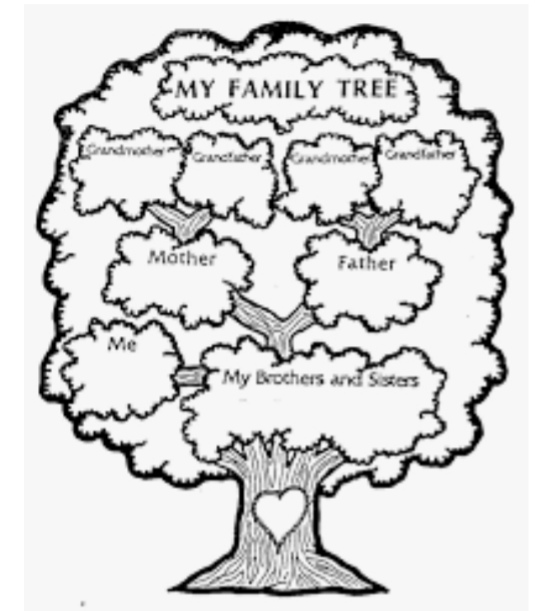 MY FAMILY TREE
Grandmother Grandfather Grandmother Grandfather
Mother Father
Me
My Brothers and Sisters